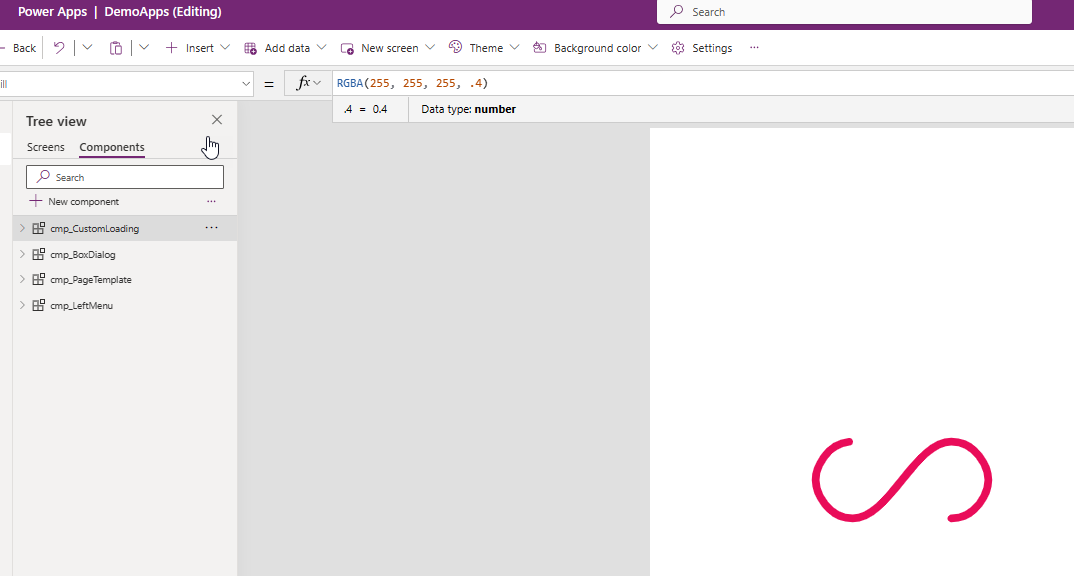 Power Apps | DemoApps (Editing)
Search
Back
Insert
Add data
New screen
Theme
Background color
Settings
ill
= fx RGBA(255, 255, 255, .4)
.4 = 0.4
Data type: number
Tree view
Screens
Components
Search
New component
cmp_CustomLoading
cmp_BoxDialog
cmp_PageTemplate
cmp_LeftMenu